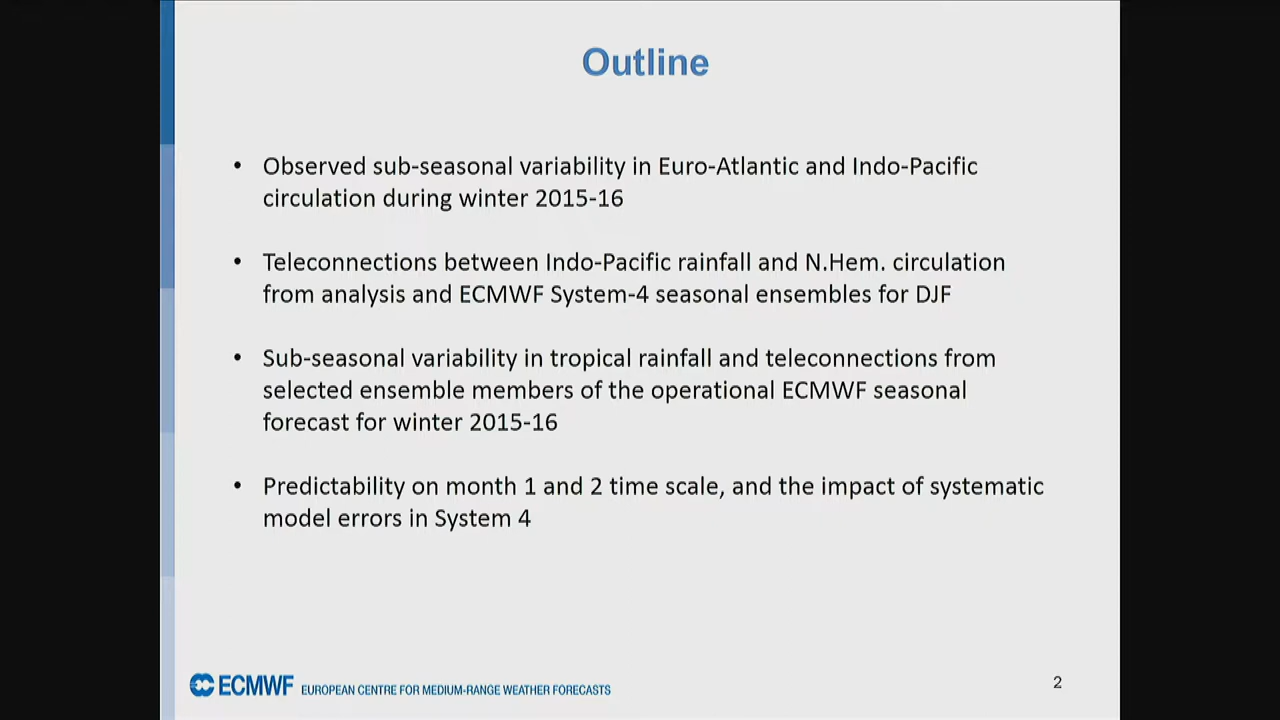 Outline
• Observed sub-seasonal variability in Euro-Atlantic and Indo-Pacific
circulation during winter 2015-16
• Teleconnections between Indo-Pacific rainfall and N.Hem. circulation
from analysis and ECMWF System-4 seasonal ensembles for DJF
• Sub-seasonal variability in tropical rainfall and teleconnections from
selected ensemble members of the operational ECMWF seasonal
forecast for winter 2015-16
• Predictability on month 1 and 2 time scale, and the impact of systematic
model errors in System 4
ECMWF EUROPEAN CENTRE FOR MEDIUM-RANGE WEATHER FORECASTS
2